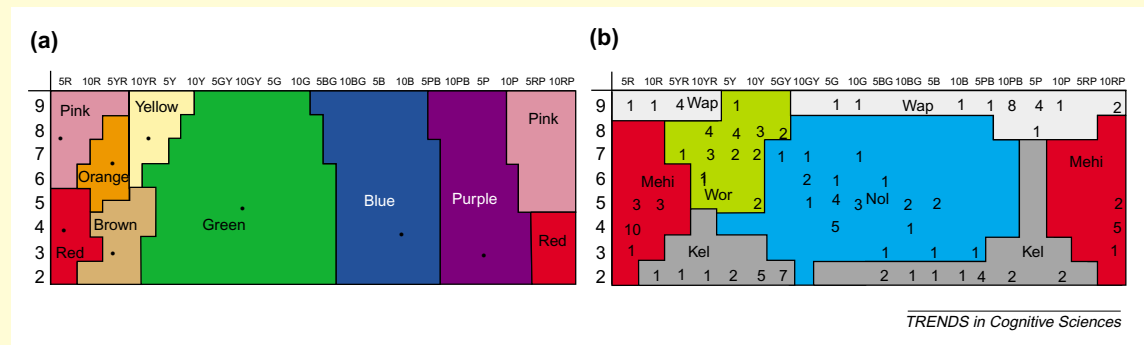 (a)
5R 10R 5YR 10YR 5Y 10Y 5GY 10GY 5G 10G 5BG 10BG 5B 10B 5PB 10PB 5P 10P 5RP 10RP
9 Pink Yellow
8 Pink
7
6 Orange
5 Brown Green Blue Purple
4 Red
3 Red
2
(b)
5R 10R 5YR 10YR 5Y 10Y 5GY 10GY 5G 10G 5BG 10BG 5B 10B 5PB 10PB 5P 10P 5RP 10RP
9 1 1 4 Wap 1 1 1 Wap 1 1 8 4 1 2
8 4 4 3 2 1
7 1 3 2 2 1 1 1 Mehi
6 Mehi 1 2 1 1
Wor Nol
5 3 3 2 1 4 3 2 2 2
4 10 5 1 5
3 1 Kel 1 1 1 Kel 1
2 1 1 1 2 5 7 2 1 1 1 4 2 2
TRENDS in Cognitive Sciences